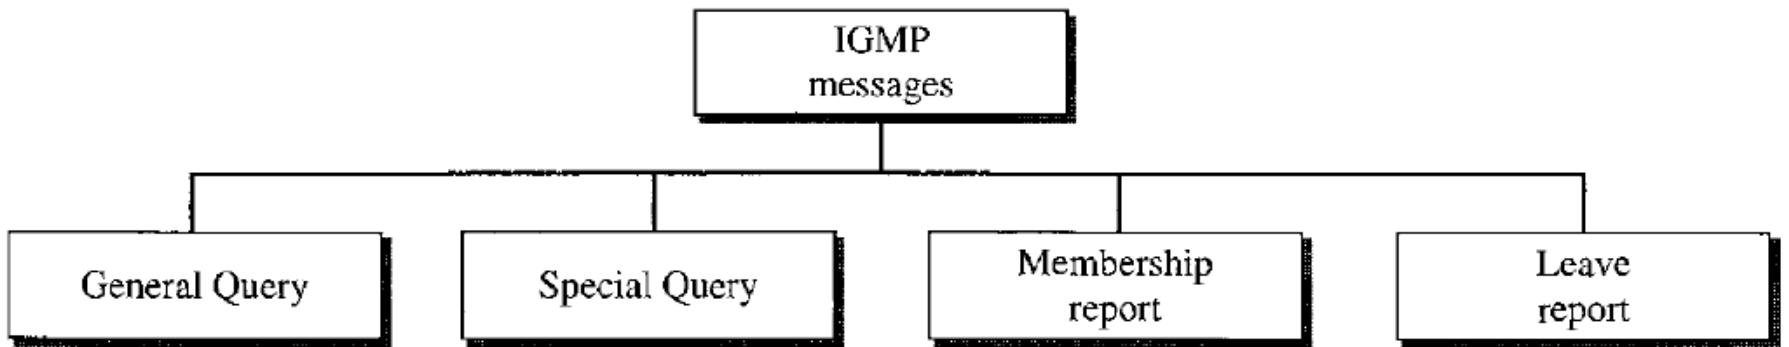 IGMP
messages
General Query
Special Query
Membership
report
Leave
report